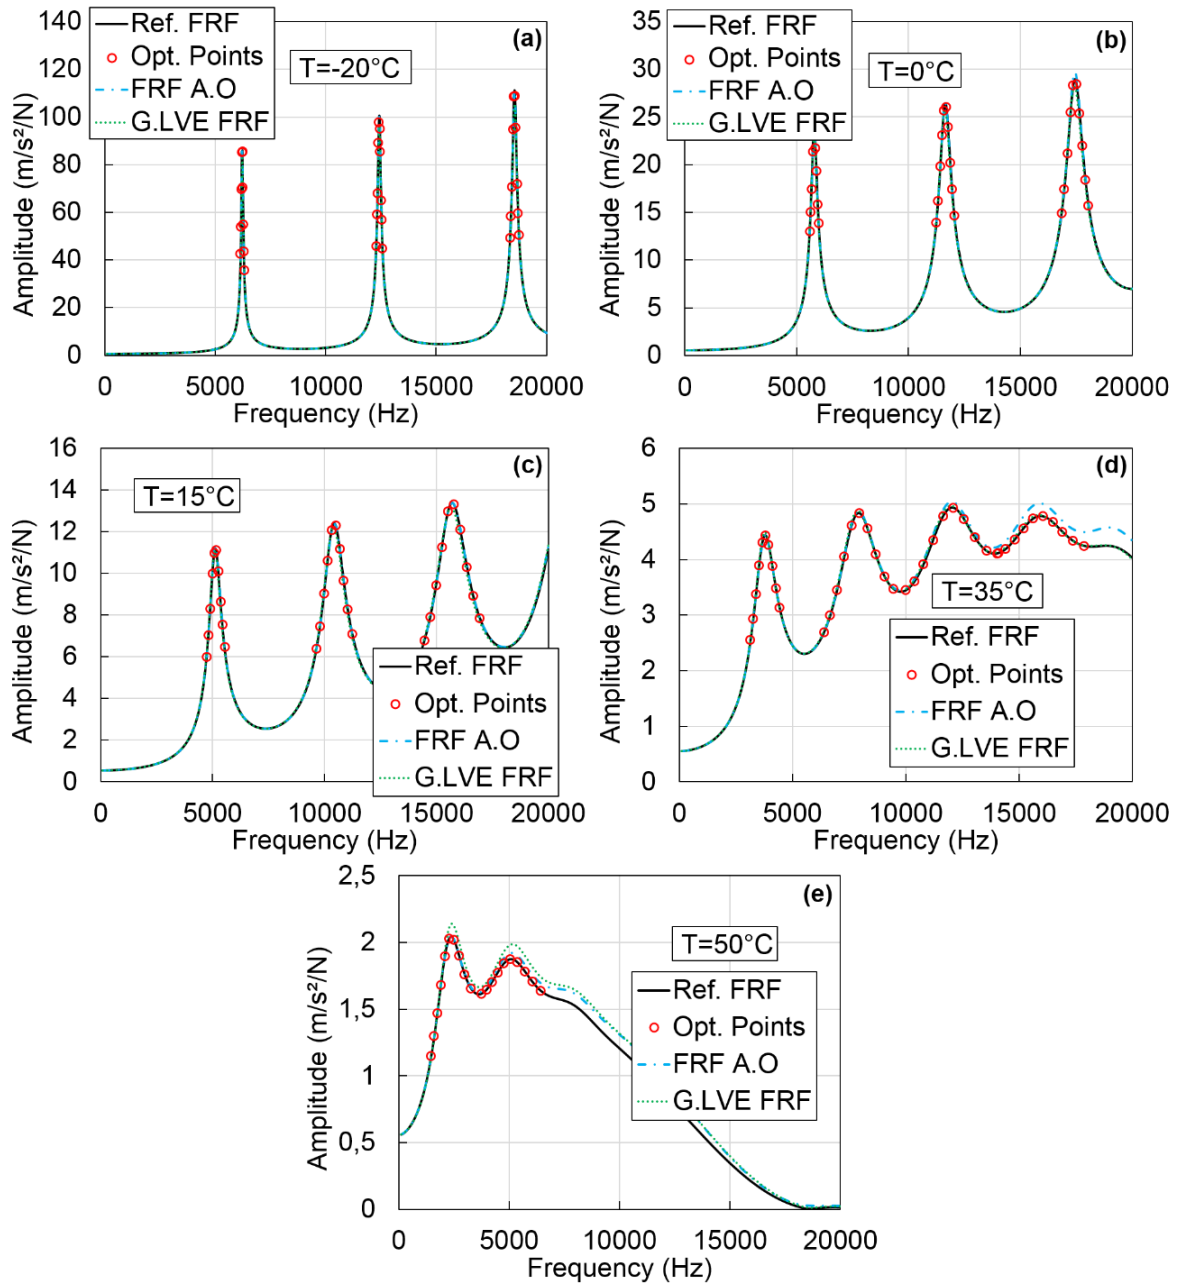 140
120
100
80
60
40
20
0
Amplitude (m/s²/N)
Ref. FRF
Opt. Points
FRF A.O
G.LVE FRF
T=-20°C
(a)
0 5000 10000 15000 20000
Frequency (Hz)
35
30
25
20
15
10
5
0
Amplitude (m/s²/N)
Ref. FRF
Opt. Points
FRF A.O
G.LVE FRF
T=0°C
(b)
0 5000 10000 15000 20000
Frequency (Hz)
16
14
12
10
8
6
4
2
0
Amplitude (m/s²/N)
T=15°C
(c)
Ref. FRF
Opt. Points
FRF A.O
G.LVE FRF
0 5000 10000 15000 20000
Frequency (Hz)
6
5
4
3
2
1
0
Amplitude (m/s²/N)
(d)
T=35°C
Ref. FRF
Opt. Points
FRF A.O
G.LVE FRF
0 5000 10000 15000 20000
Frequency (Hz)
2,5
2
1,5
1
0,5
0
Amplitude (m/s²/N)
(e)
T=50°C
Ref. FRF
Opt. Points
FRF A.O
G.LVE FRF
0 5000 10000 15000 20000
Frequency (Hz)